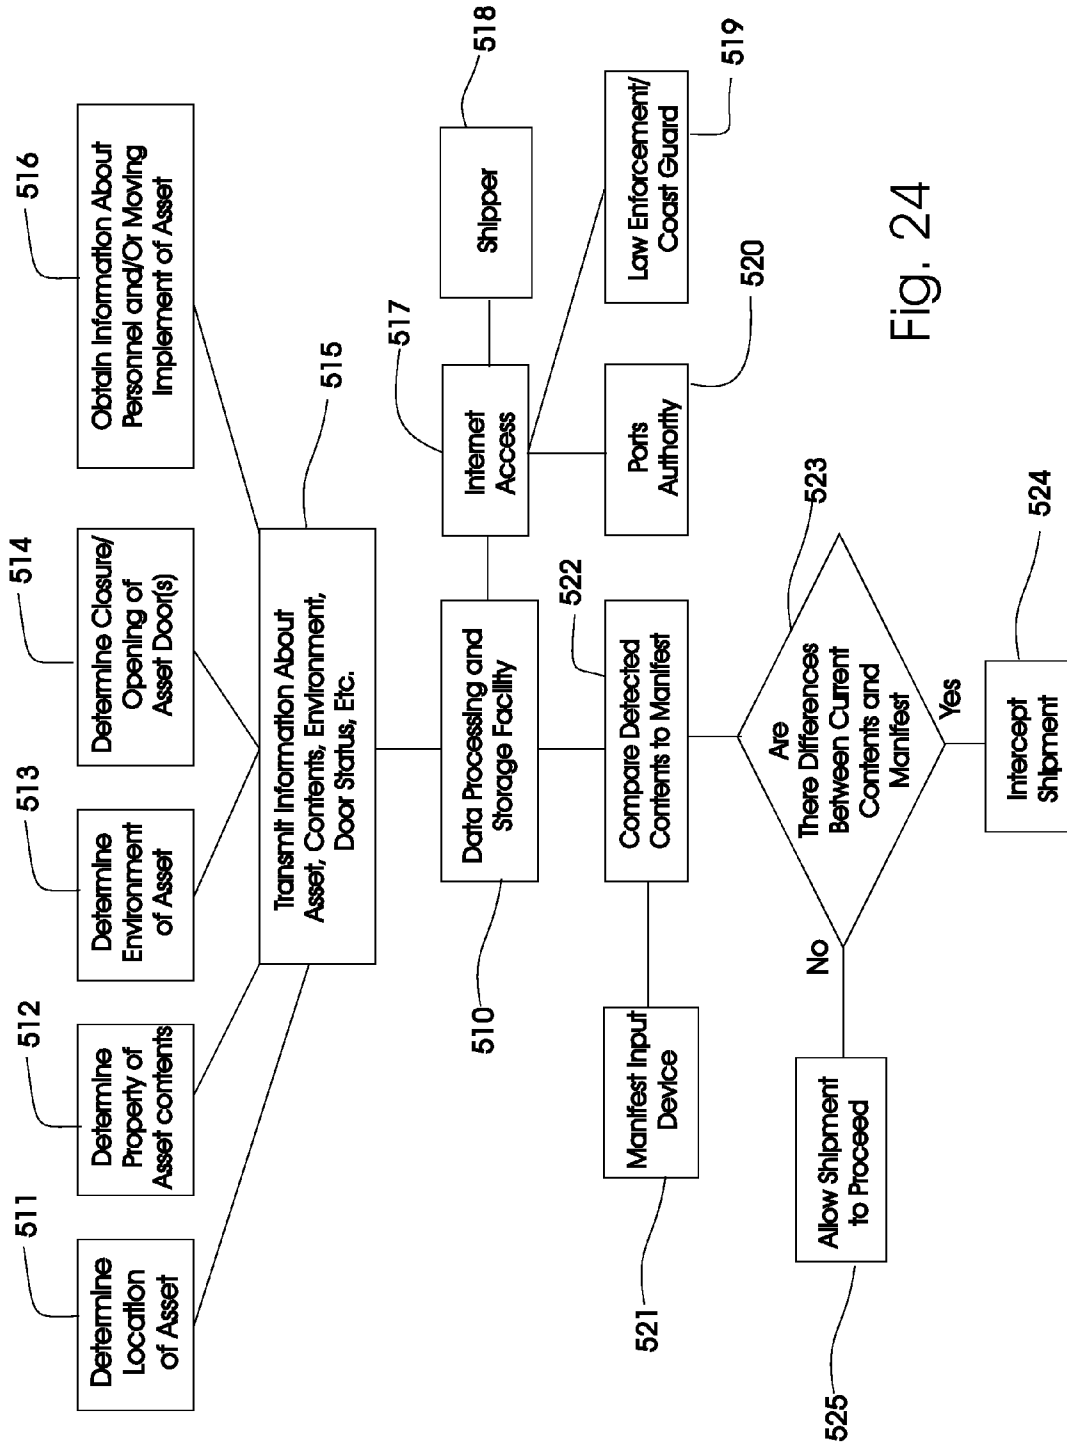 511
Determine
Location
of Asset
512
Determine
Property of
Asset contents
513
Determine
Environment
of Asset
514
Determine Closure/
Opening of
Asset Door(s)
516
Obtain Information About
Personnel and/Or Moving
Implement of Asset
515
Transmit Information About
Asset, Contents, Environment,
Door Status, Etc.
510
Data Processing and
Storage Facility
517
Internet
Access
518
Shipper
521
Manifest Input
Device
522
Compare Detected
Contents to Manifest
520
Ports
Authority
519
Law Enforcement/
Coast Guard
523
Are
There Differences
Between Current
Contents and
Manifest
No
Yes
525
Allow Shipment
to Proceed
524
Intercept
Shipment
Fig. 24